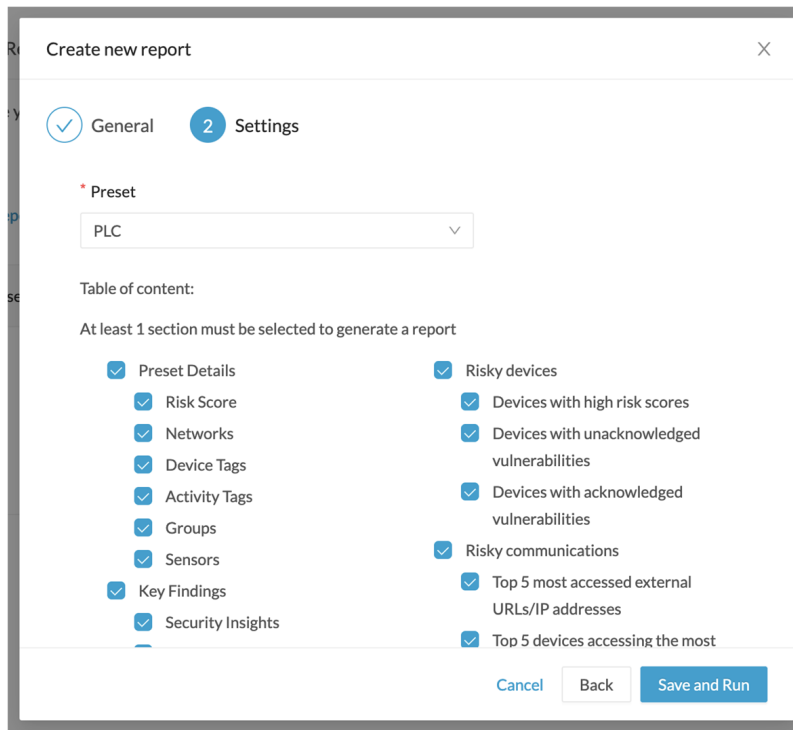 Create new report
General
2
Settings
* Preset
PLC
Table of content:
At least 1 section must be selected to generate a report
Preset Details
Risk Score
Networks
Device Tags
Activity Tags
Groups
Sensors
Key Findings
Security Insights
Risky devices
Devices with high risk scores
Devices with unacknowledged
vulnerabilities
Devices with acknowledged
vulnerabilities
Risky communications
Top 5 most accessed external
URLs/IP addresses
Top 5 devices accessing the most
Cancel
Back
Save and Run